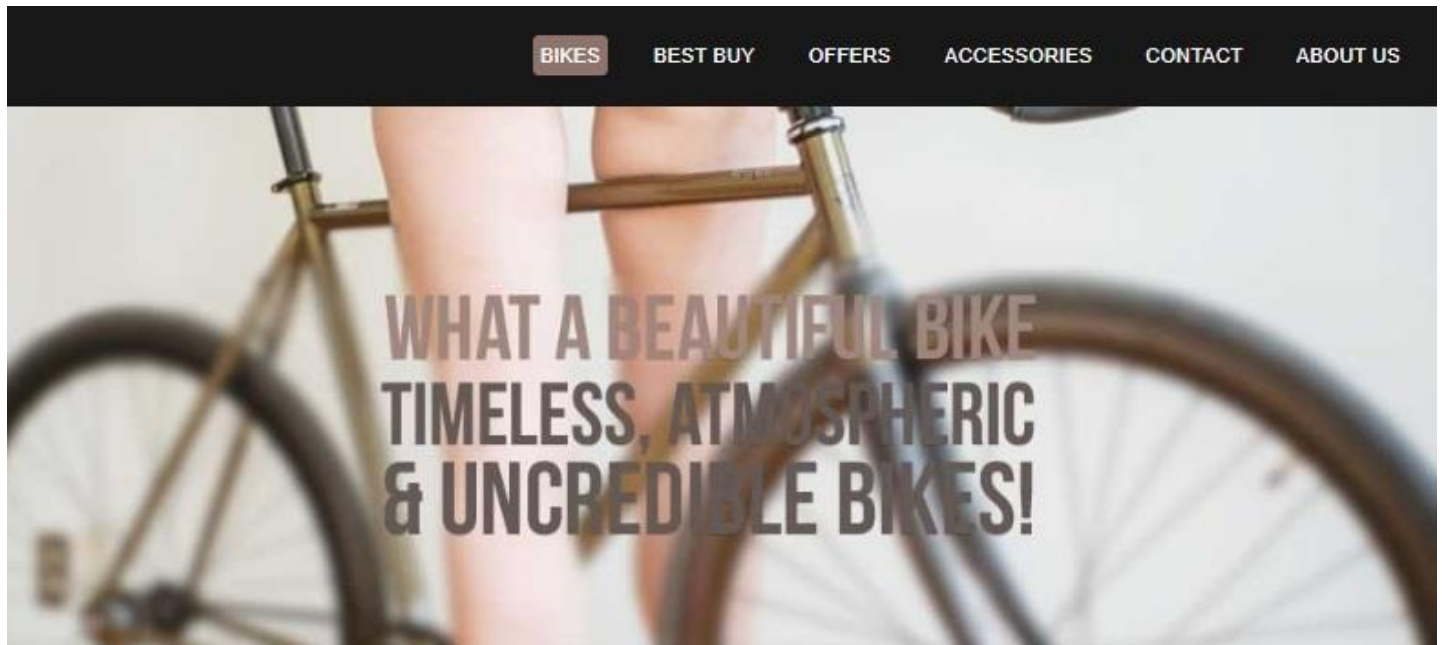 BIKES BEST BUY OFFERS ACCESSORIES CONTACT ABOUT US
WHAT A BEAUTIFUL BIKE
TIMELESS, ATMOSPHERIC
& UNCREDIBLE BIKES!